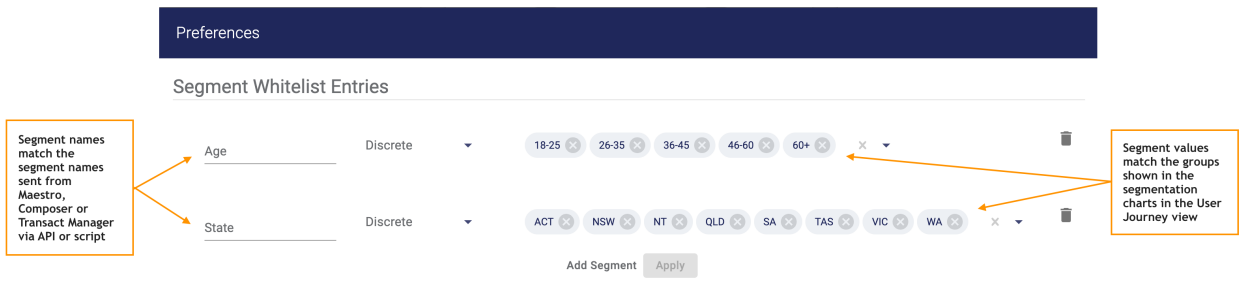 Preferences
Segment Whitelist Entries
Segment names
match the
segment names
sent from
Maestro,
Composer or
Transact Manager
via API or script
Age
Discrete
18-25
26-35
36-45
46-60
60+
State
Discrete
ACT
NSW
NT
QLD
SA
TAS
VIC
WA
Segment values
match the groups
shown in the
segmentation
charts in the User
Journey view
Add Segment
Apply